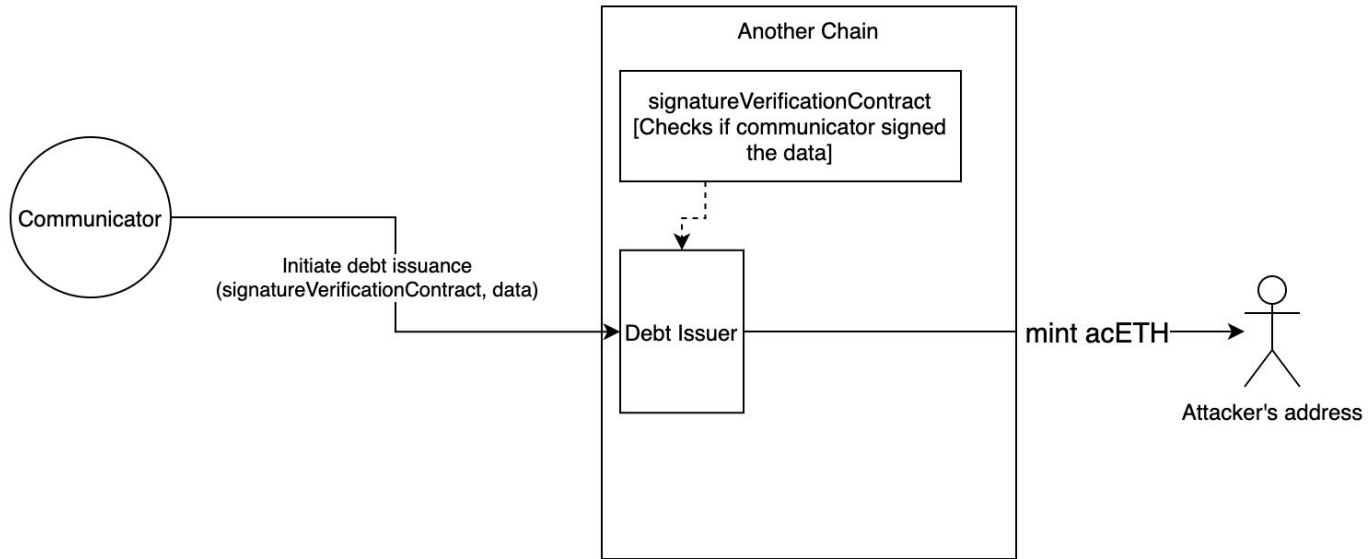 Another Chain
signatureVerificationContract
[Checks if communicator signed
the data]
Communicator
Initiate debt issuance
(signatureVerificationContract, data)
Debt Issuer
mint acETH
Attacker's address